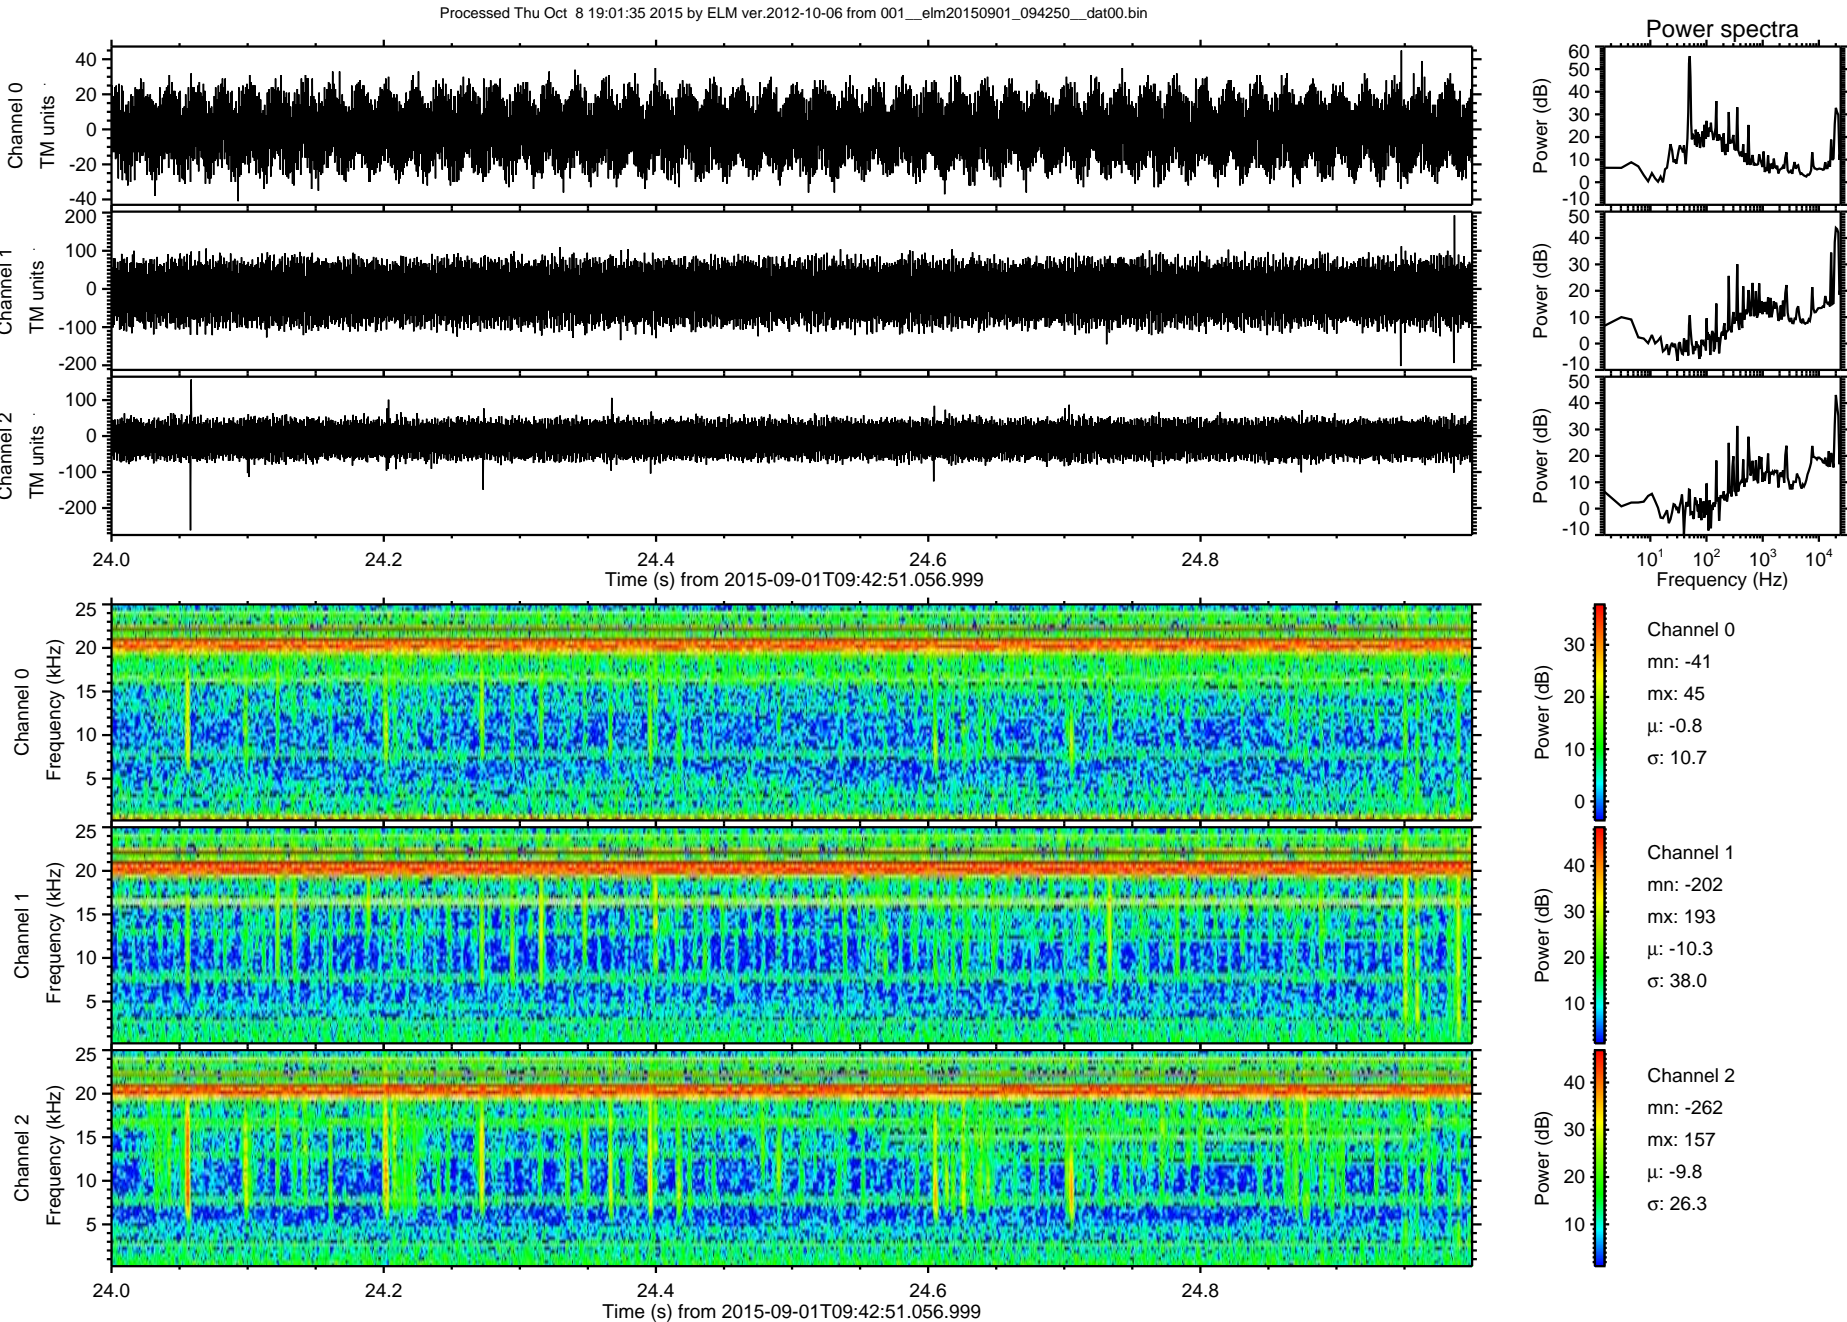 Processed Thu Oct  8 19:01:35 2015 by ELM ver.2012-10-06 from 001__elm20150901_094250__dat00.bin
Power spectra
Channel 0
TM units
40
20
0
-20
-40
Power (dB)
60
50
40
30
20
10
0
-10
Channel 1
TM units
200
100
0
-100
-200
Power (dB)
50
40
30
20
10
0
-10
Channel 2
TM units
100
0
-100
-200
Power (dB)
50
40
30
20
10
0
-10
24.0 24.2 24.4 24.6 24.8
Time (s) from 2015-09-01T09:42:51.056.999
10^1 10^2 10^3 10^4
Frequency (Hz)
Channel 0
Frequency (kHz)
25
20
15
10
5
Power (dB)
30
20
10
0
Channel 0
mn: -41
mx: 45
μ: -0.8
σ: 10.7
Channel 1
Frequency (kHz)
25
20
15
10
5
Power (dB)
40
30
20
10
Channel 1
mn: -202
mx: 193
μ: -10.3
σ: 38.0
Channel 2
Frequency (kHz)
25
20
15
10
5
Power (dB)
40
30
20
10
Channel 2
mn: -262
mx: 157
μ: -9.8
σ: 26.3
24.0 24.2 24.4 24.6 24.8
Time (s) from 2015-09-01T09:42:51.056.999